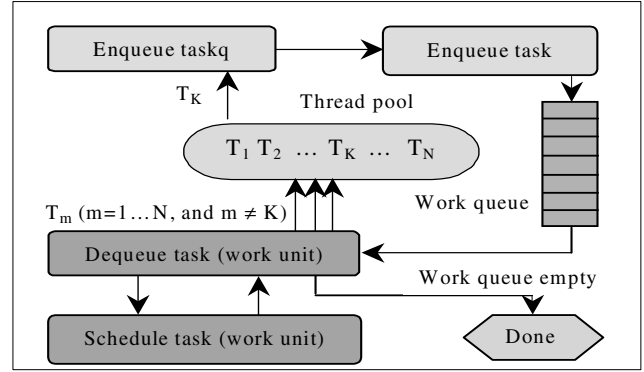 Enqueue taskq
Enqueue task
T_K
Thread pool
T_1 T_2 … T_K … T_N
T_m (m=1…N, and m ≠ K)
Work queue
Dequeue task (work unit)
Work queue empty
Schedule task (work unit)
Done